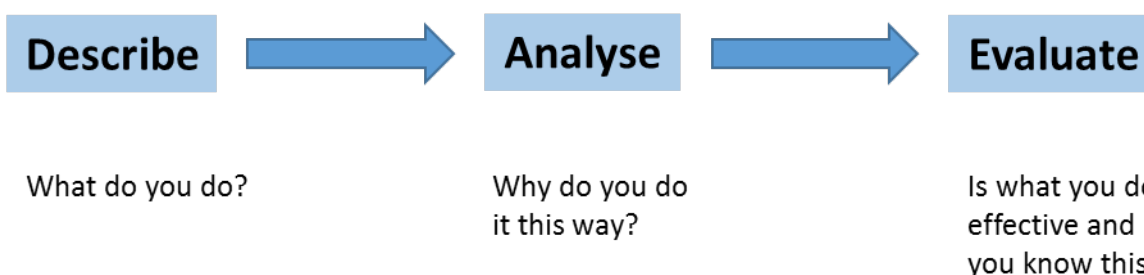 Describe
Analyse
Evaluate
What do you do?
Why do you do
it this way?
Is what you do
effective and
you know this